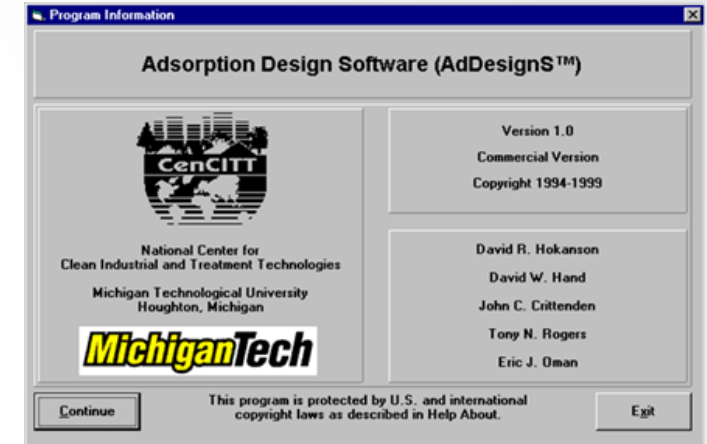 Program Information
Adsorption Design Software (AdDesignS™)
CenCITT
National Center for
Clean Industrial and Treatment Technologies
Michigan Technological University
Houghton, Michigan
MichiganTech
Version 1.0
Commercial Version
Copyright 1994-1999
David R. Hokanson
David W. Hand
John C. Crittenden
Tony N. Rogers
Eric J. Oman
Continue
This program is protected by U.S. and international
copyright laws as described in Help About.
Exit